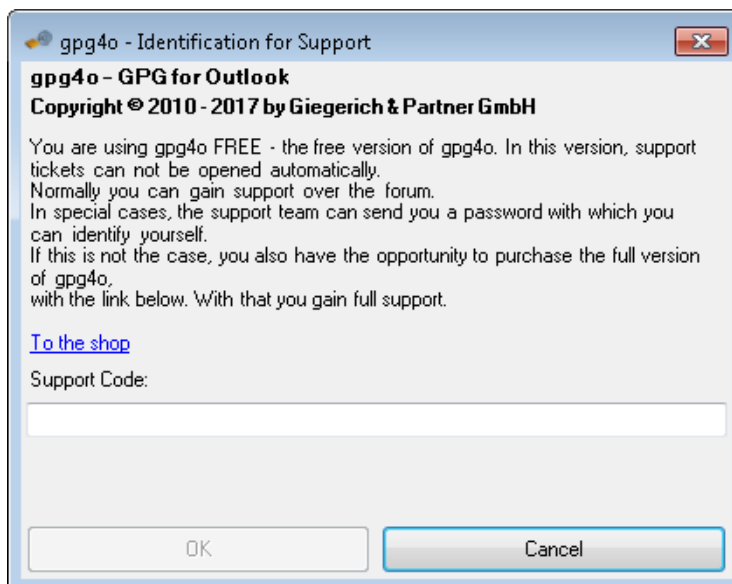 gpg4o - Identification for Support
gpg4o - GPG for Outlook
Copyright © 2010 - 2017 by Giegerich & Partner GmbH
You are using gpg4o FREE - the free version of gpg4o. In this version, support
tickets can not be opened automatically.
Normally you can gain support over the forum.
In special cases, the support team can send you a password with which you
can identify yourself.
If this is not the case, you also have the opportunity to purchase the full version
of gpg4o,
with the link below. With that you gain full support.
To the shop
Support Code:
OK
Cancel